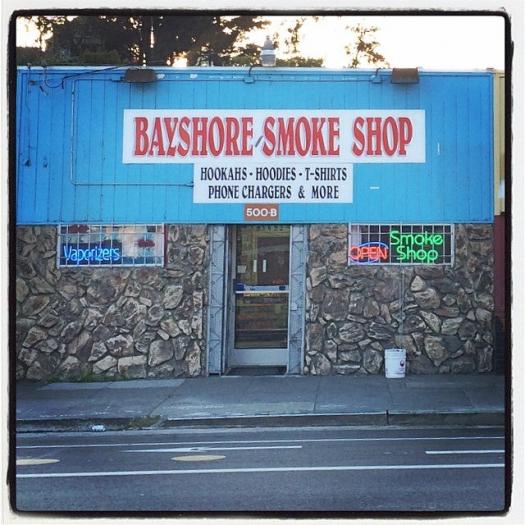 BAYSHORE SMOKE SHOP
HOOKAHS - HOODIES - T-SHIRTS
PHONE CHARGERS & MORE
500-B
Vaporizers
OPEN
Smoke
Shop